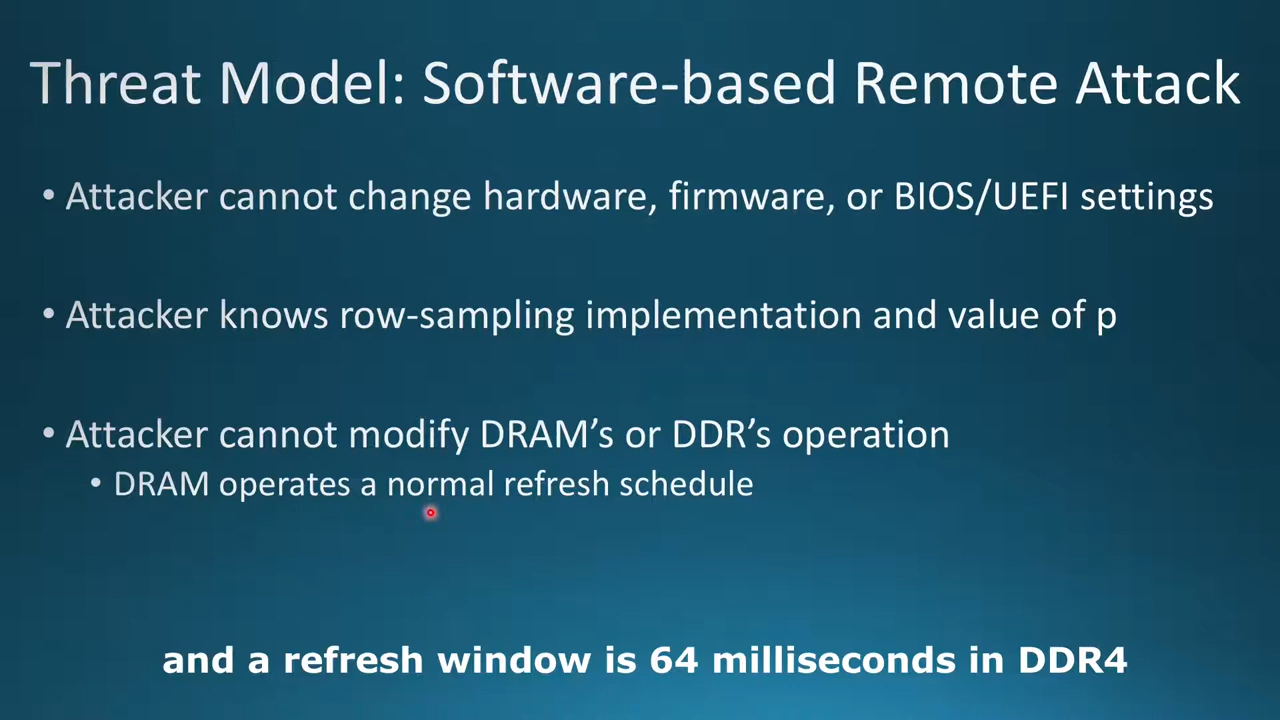 Threat Model: Software-based Remote Attack
• Attacker cannot change hardware, firmware, or BIOS/UEFI settings
• Attacker knows row-sampling implementation and value of p
• Attacker cannot modify DRAM’s or DDR’s operation
• DRAM operates a normal refresh schedule
and a refresh window is 64 milliseconds in DDR4